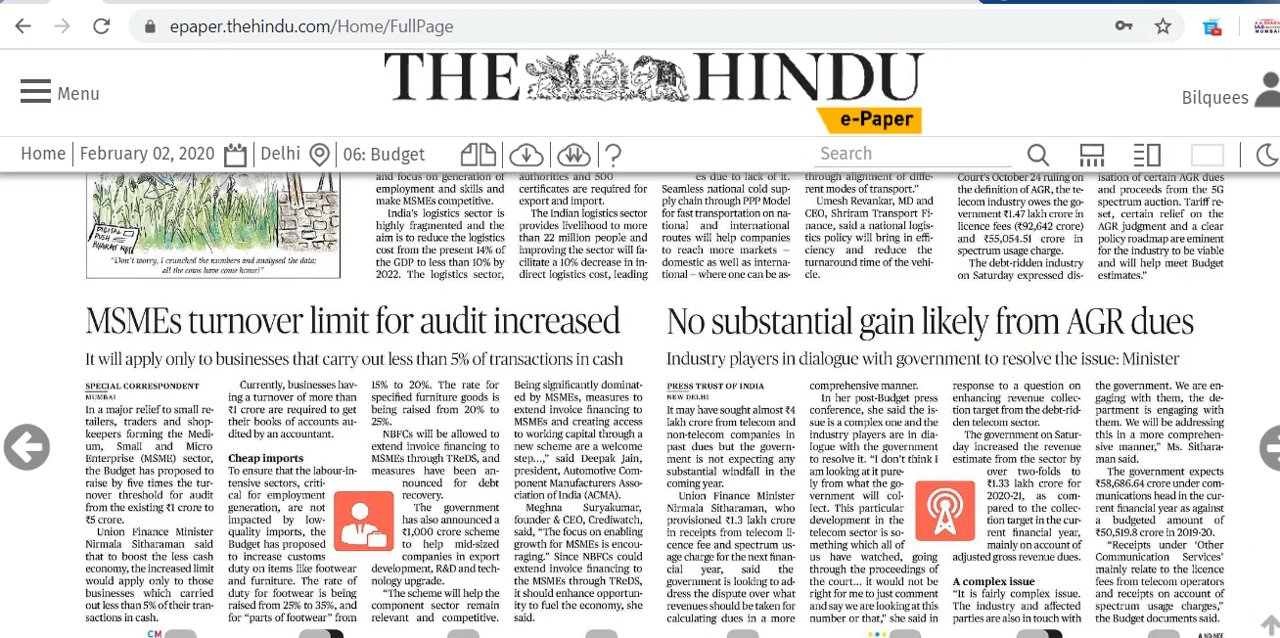 epaper.thehindu.com/Home/FullPage
Menu
THE HINDU
e-Paper
Bilquees
Home
February 02, 2020
Delhi
06: Budget
?
Search
DIGITAL
PUSH
"Don't worry, I crunched the numbers and analysed the data;
all the cows have come home!"
and focus on generation of
employment and skills and
make MSMEs competitive.
India's logistics sector is
highly fragmented and the
aim is to reduce the logistics
cost from the present 14% of
the GDP to less than 10% by
2022. The logistics sector,
authorities and 500
certificates are required for
export and import.
The Indian logistics sector
provides livelihood to more
than 22 million people and
improving the sector will fa-
cilitate a 10% decrease in in-
direct logistics cost, leading
es due to lack of it.
Seamless national cold sup-
ply chain through PPP Model
for fast transportation on na-
tional and international
routes will help companies
to reach more markets –
domestic as well as interna-
tional – where one can be as-
through alignment of diffe-
rent modes of transport."
Umesh Revankar, MD and
CEO, Shriram Transport Fi-
nance, said a national logis-
tics policy will bring in ef-
ficiency and reduce the
turnaround time of the vehi-
cle.
Court's October 24 ruling on
the definition of AGR, the te-
lecom industry owes the go-
vernment ₹1.47 lakh crore in
licence fees (₹92,642 crore)
and ₹55,054.51 crore in
spectrum usage charge.
The debt-ridden industry
on Saturday expressed dis-
isation of certain AGR dues
and proceeds from the 5G
spectrum auction. Tariff re-
set, certain relief on the
AGR judgment and a clear
policy roadmap are eminent
for the industry to be viable
and will help meet Budget
estimates."
MSMEs turnover limit for audit increased
It will apply only to businesses that carry out less than 5% of transactions in cash
SPECIAL CORRESPONDENT
MUMBAI
In a major relief to small re-
tailers, traders and shop-
keepers forming the Medi-
um, Small and Micro
Enterprise (MSME) sector,
the Budget has proposed to
raise by five times the tur-
nover threshold for audit
from the existing ₹1 crore to
₹5 crore.
Union Finance Minister
Nirmala Sitharaman said
that to boost the less cash
economy, the increased limit
would apply only to those
businesses which carried
out less than 5% of their tran-
sactions in cash.
Currently, businesses hav-
ing a turnover of more than
₹1 crore are required to get
their books of accounts au-
dited by an accountant.
Cheap imports
To ensure that the labour-in-
tensive sectors, criti-
cal for employment
generation, are not
impacted by low-
quality imports, the
Budget has proposed
to increase customs
duty on items like footwear
and furniture. The rate of
duty for footwear is being
raised from 25% to 35%, and
for "parts of footwear" from
15% to 20%. The rate for
specified furniture goods is
being raised from 20% to
25%.
NBFCs will be allowed to
extend invoice financing to
MSMEs through TReDS, and
measures have been an-
nounced for debt
recovery.
The government
has also announced a
₹1,000 crore scheme
to help mid-sized
companies in export
development, R&D and tech-
nology upgrade.
"The scheme will help the
component sector remain
relevant and competitive.
Being significantly dominat-
ed by MSMEs, measures to
extend invoice financing to
MSMEs and creating access
to working capital through a
new scheme are a welcome
step...," said Deepak Jain,
president, Automotive Com-
ponent Manufacturers Asso-
ciation of India (ACMA).
Meghna Suryakumar,
founder & CEO, Crediwatch,
said, "The focus on enabling
growth for MSMEs is encou-
raging." Since NBFCs could
extend invoice financing to
the MSMEs through TReDS,
it should enhance opportun-
ity to fuel the economy, she
said.
No substantial gain likely from AGR dues
Industry players in dialogue with government to resolve the issue: Minister
PRESS TRUST OF INDIA
NEW DELHI
It may have sought almost ₹4
lakh crore from telecom and
non-telecom companies in
past dues but the govern-
ment is not expecting any
substantial windfall in the
coming year.
Union Finance Minister
Nirmala Sitharaman, who
provisioned ₹1.3 lakh crore
in receipts from telecom li-
cence fee and spectrum us-
age charge for the next finan-
cial year, said the
government is looking to ad-
dress the dispute over what
revenues should be taken for
calculating dues in a more
comprehensive manner.
In her post-Budget press
conference, she said the is-
sue is a complex one and the
industry players are in dia-
logue with the government
to resolve it. "I don't think I
am looking at it pure-
ly from what the go-
vernment will col-
lect. This particular
development in the
telecom sector is so-
mething which all of
us have watched, going
through the proceedings of
the court... it would not be
right for me to just comment
and say we are looking at this
number or that," she said in
response to a question on
enhancing revenue collec-
tion target from the debt-rid-
den telecom sector.
The government on Satur-
day increased the revenue
estimate from the sector by
over two-folds to
₹1.33 lakh crore for
2020-21, as com-
pared to the collec-
tion target in the cur-
rent financial year,
mainly on account of
adjusted gross revenue dues.
A complex issue
"It is fairly complex issue.
The industry and affected
parties are also in touch with
the government. We are en-
gaging with them, the de-
partment is engaging with
them. We will be addressing
this in a more comprehen-
sive manner," Ms. Sithara-
man said.
The government expects
₹58,686.64 crore under com-
munications head in the cur-
rent financial year as against
a budgeted amount of
₹50,519.8 crore in 2019-20.
"Receipts under 'Other
Communication Services'
mainly relate to the licence
fees from telecom operators
and receipts on account of
spectrum usage charges,"
the Budget documents said.
CM
A ND-NDE